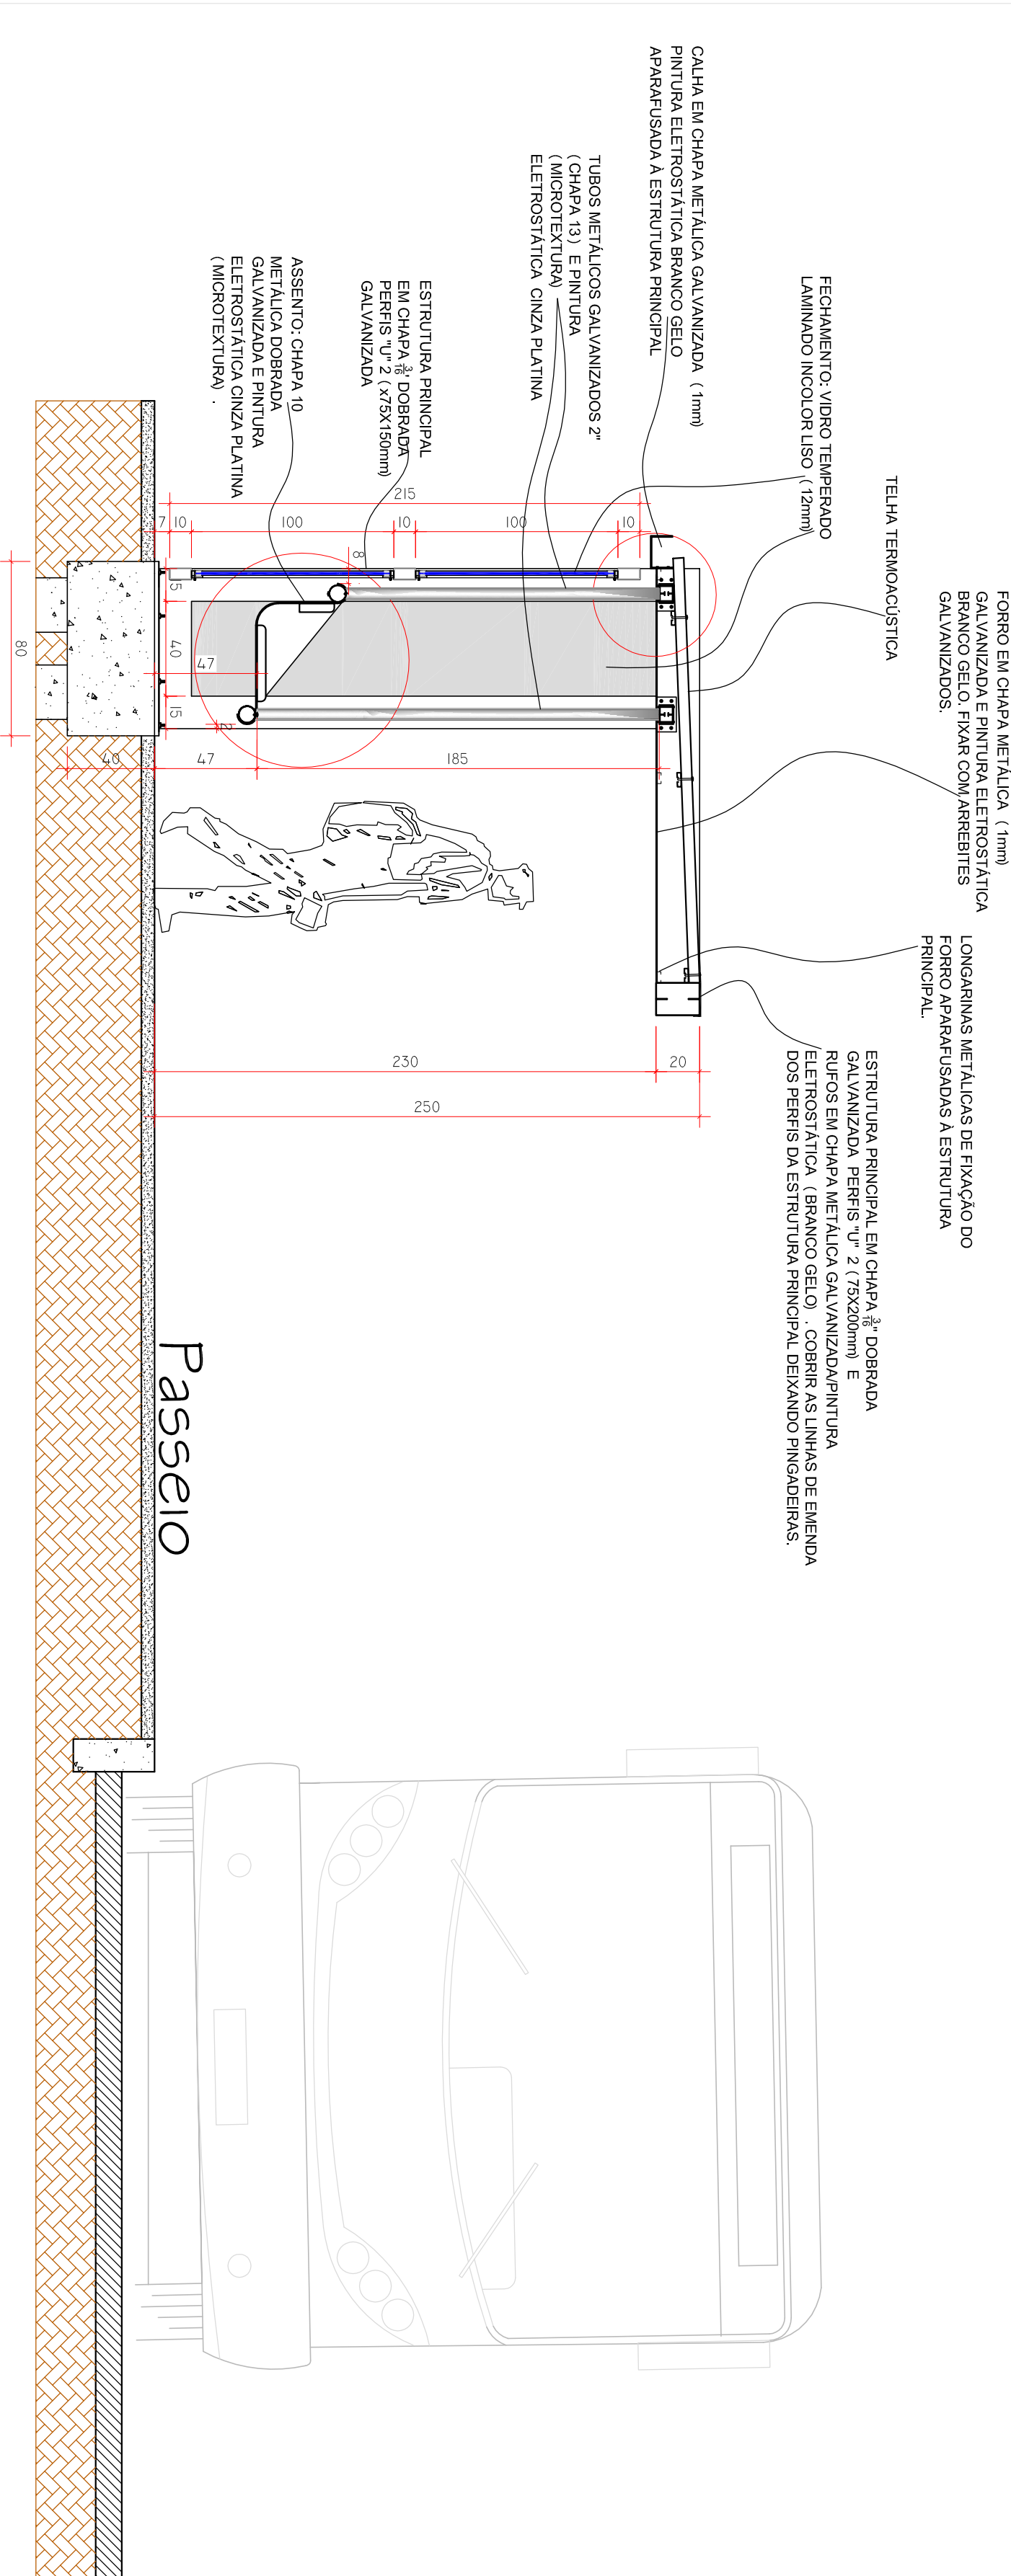 FORRO EM CHAPA METÁLICA (1mm)
GALVANIZADA E PINTURA ELETROSTÁTICA
BRANCO GELO. FIXAR COM ARREBITES
GALVANIZADOS.
LONGARINAS METÁLICAS DE FIXAÇÃO DO
FORRO APARAFUSADAS À ESTRUTURA
PRINCIPAL.
TELHA TERMOACÚSTICA
FECHAMENTO: VIDRO TEMPERADO
LAMINADO INCOLOR LISO (12mm)
ESTRUTURA PRINCIPAL EM CHAPA 3/16" DOBRADA
GALVANIZADA PERFIS "U" 2 (75X200mm) E
RUFOS EM CHAPA METÁLICA GALVANIZADA/PINTURA
ELETROSTÁTICA (BRANCO GELO) . COBRIR AS LINHAS DE EMENDA
DOS PERFIS DA ESTRUTURA PRINCIPAL DEIXANDO PINGADEIRAS.
CALHA EM CHAPA METÁLICA GALVANIZADA (1mm)
PINTURA ELETROSTÁTICA BRANCO GELO
APARAFUSADA À ESTRUTURA PRINCIPAL
TUBOS METÁLICOS GALVANIZADOS 2"
(CHAPA 13) E PINTURA
(MICROTEXTURA)
ELETROSTÁTICA CINZA PLATINA
ESTRUTURA PRINCIPAL
EM CHAPA 3/16" DOBRADA
PERFIS "U" 2 (x75X150mm)
GALVANIZADA
ASSENTO: CHAPA 10
METÁLICA DOBRADA
GALVANIZADA E PINTURA
ELETROSTÁTICA CINZA PLATINA
(MICROTEXTURA) .
20
230
250
10
100
10
100
10
7
215
8
185
47
40
47
2
15
40
15
80
Passeio